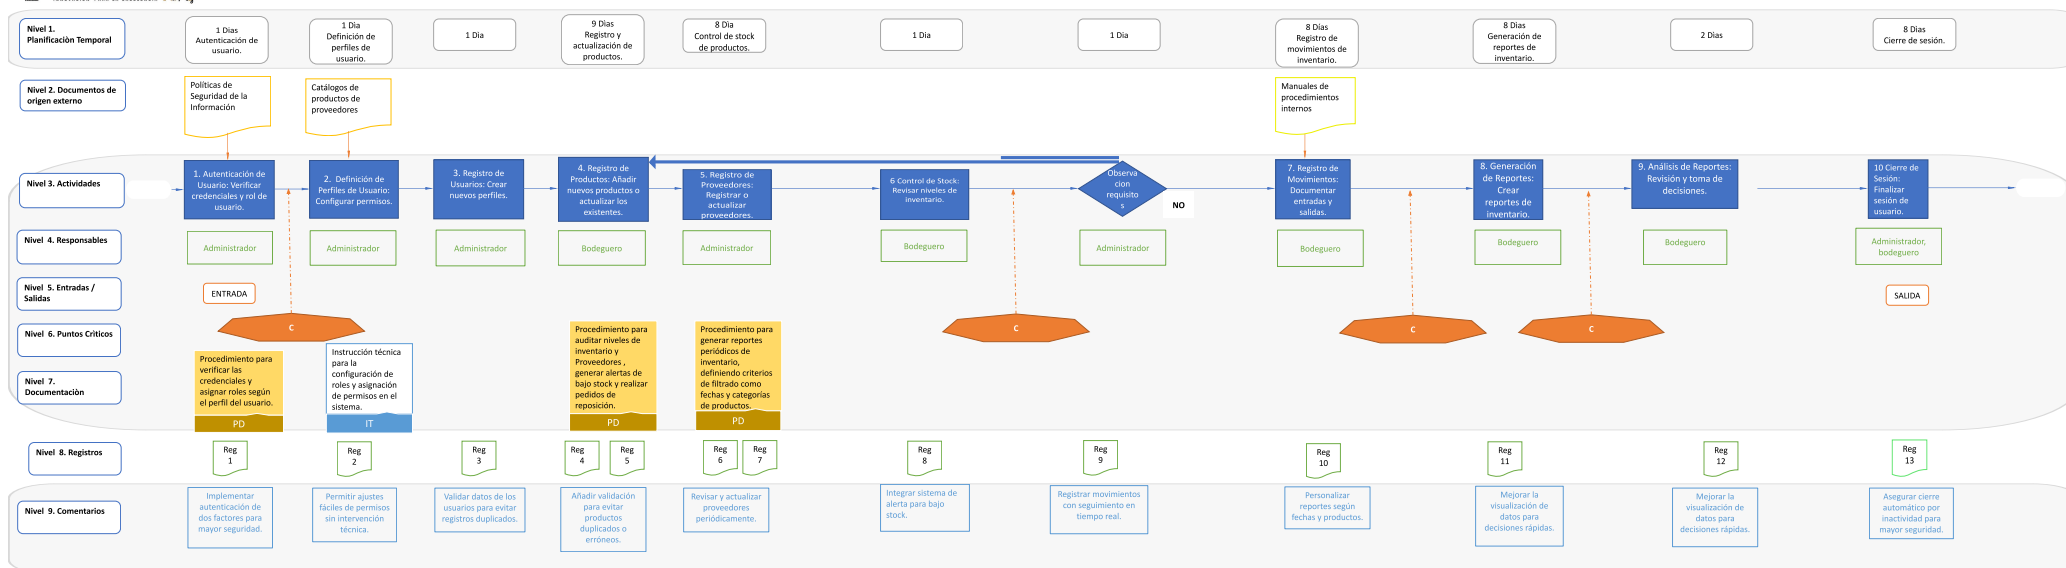 Nivel 1.
Planificaciòn Temporal
1 Dias
Autenticación de
usuario.
1 Dia
Definición de
perfiles de
usuario.
1 Dia
9 Dias
Registro y
actualización de
productos.
8 Dia
Control de stock
de productos.
1 Dia
1 Dia
8 Dias
Registro de
movimientos de
inventario.
8 Dias
Generación de
reportes de
inventario.
2 Dias
8 Dias
Cierre de sesión.
Nivel 2. Documentos de
origen externo
Políticas de
Seguridad de la
Información
Catálogos de
productos de
proveedores
Manuales de
procedimientos
internos
Nivel 3. Actividades
1. Autenticación de
Usuario: Verificar
credenciales y rol de
usuario.
2. Definición de
Perfiles de Usuario:
Configurar permisos.
3. Registro de
Usuarios: Crear
nuevos perfiles.
4. Registro de
Productos: Añadir
nuevos productos o
actualizar los
existentes.
5. Registro de
Proveedores:
Registrar o
actualizar
proveedores.
6 Control de Stock:
Revisar niveles de
inventario.
Observa
cion
requisito
s
NO
7. Registro de
Movimientos:
Documentar
entradas y
salidas.
8. Generación
de Reportes:
Crear
reportes de
inventario.
9. Análisis de Reportes:
Revisión y toma de
decisiones.
10 Cierre de
Sesión:
Finalizar
sesión de
usuario.
Nivel 4. Responsables
Administrador
Administrador
Administrador
Bodeguero
Administrador
Bodeguero
Administrador
Bodeguero
Bodeguero
Bodeguero
Administrador,
bodeguero
Nivel 5. Entradas /
Salidas
ENTRADA
SALIDA
Nivel 6. Puntos Crìticos
C
C
C
C
Nivel 7.
Documentaciòn
Procedimiento para
verificar las
credenciales y
asignar roles según
el perfil del usuario.
PD
Instrucción técnica
para la
configuración de
roles y asignación
de permisos en el
sistema.
IT
Procedimiento para
auditar niveles de
inventario y
Proveedores ,
generar alertas de
bajo stock y realizar
pedidos de
reposición.
PD
Procedimiento para
generar reportes
periódicos de
inventario,
definiendo criterios
de filtrado como
fechas y categorías
de productos.
PD
Nivel 8. Registros
Reg
1
Reg
2
Reg
3
Reg
4
Reg
5
Reg
6
Reg
7
Reg
8
Reg
9
Reg
10
Reg
11
Reg
12
Reg
13
Nivel 9. Comentarios
Implementar
autenticación de
dos factores para
mayor seguridad.
Permitir ajustes
fáciles de permisos
sin intervención
técnica.
Validar datos de los
usuarios para evitar
registros duplicados.
Añadir validación
para evitar
productos
duplicados o
erróneos.
Revisar y actualizar
proveedores
periódicamente.
Integrar sistema de
alerta para bajo
stock.
Registrar movimientos
con seguimiento en
tiempo real.
Personalizar
reportes según
fechas y productos.
Mejorar la
visualización de
datos para
decisiones rápidas.
Mejorar la
visualización de
datos para
decisiones rápidas.
Asegurar cierre
automático por
inactividad para
mayor seguridad.